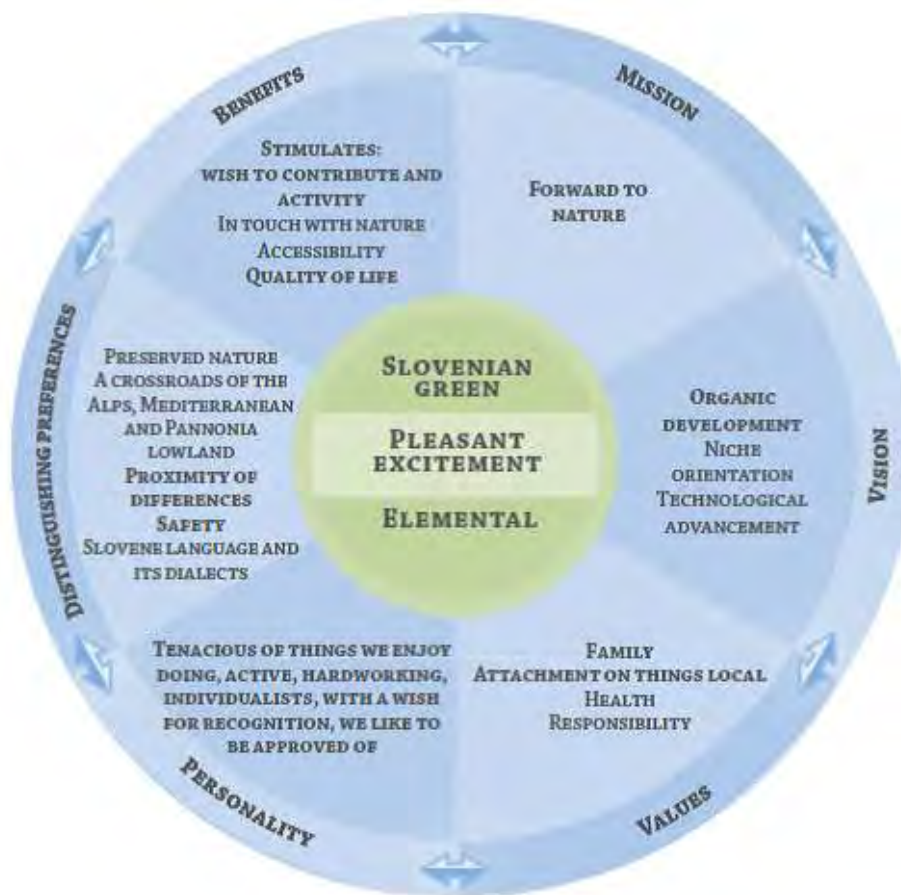 BENEFITS
STIMULATES:
WISH TO CONTRIBUTE AND
ACTIVITY
IN TOUCH WITH NATURE
ACCESSIBILITY
QUALITY OF LIFE
MISSION
FORWARD TO
NATURE
VISION
ORGANIC
DEVELOPMENT
NICHE
ORIENTATION
TECHNOLOGICAL
ADVANCEMENT
VALUES
FAMILY
ATTACHMENT ON THINGS LOCAL
HEALTH
RESPONSIBILITY
PERSONALITY
TENACIOUS OF THINGS WE ENJOY
DOING, ACTIVE, HARDWORKING,
INDIVIDUALISTS, WITH A WISH
FOR RECOGNITION, WE LIKE TO
BE APPROVED OF
DISTINGUISHING PREFERENCES
PRESERVED NATURE
A CROSSROADS OF THE
ALPS, MEDITERRANEAN
AND PANNONIA
LOWLAND
PROXIMITY OF
DIFFERENCES
SAFETY
SLOVENE LANGUAGE AND
ITS DIALECTS
SLOVENIAN
GREEN
PLEASANT
EXCITEMENT
ELEMENTAL